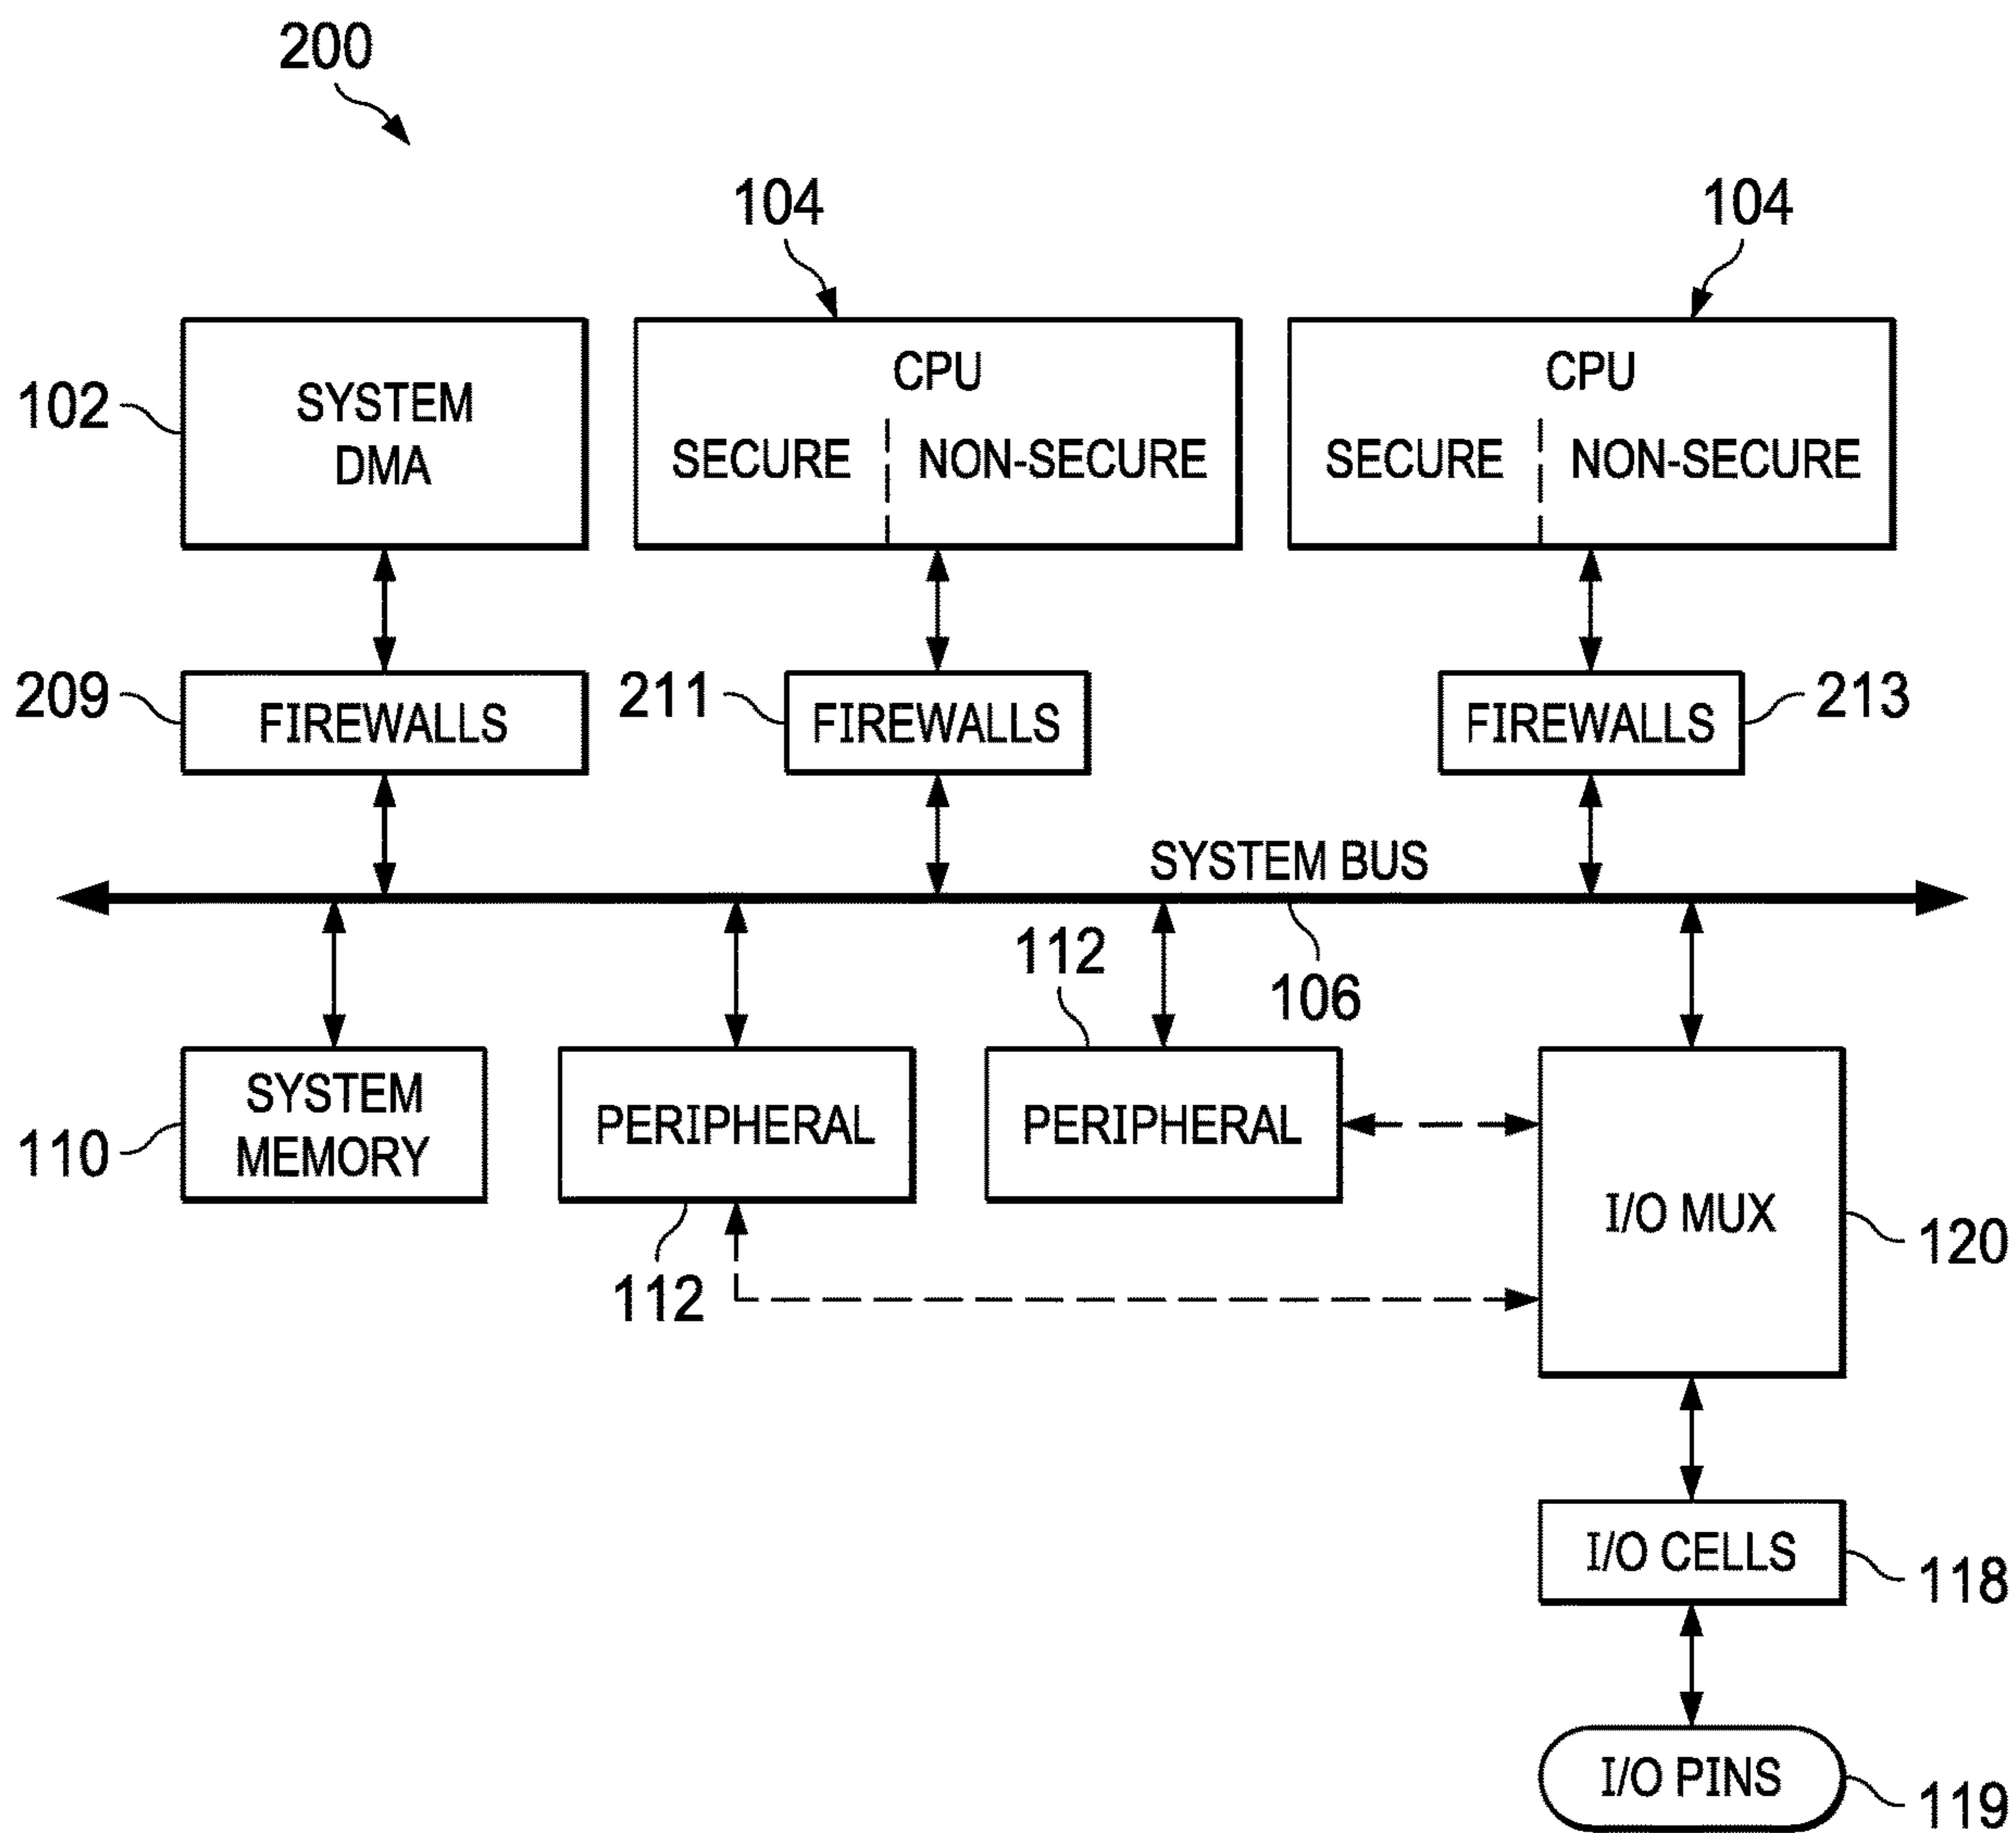 200
104
104
102
SYSTEM
DMA
CPU
SECURE
NON-SECURE
CPU
SECURE
NON-SECURE
209
FIREWALLS
211
FIREWALLS
FIREWALLS
213
SYSTEM BUS
106
112
110
SYSTEM
MEMORY
PERIPHERAL
112
PERIPHERAL
I/O MUX
120
I/O CELLS
118
I/O PINS
119